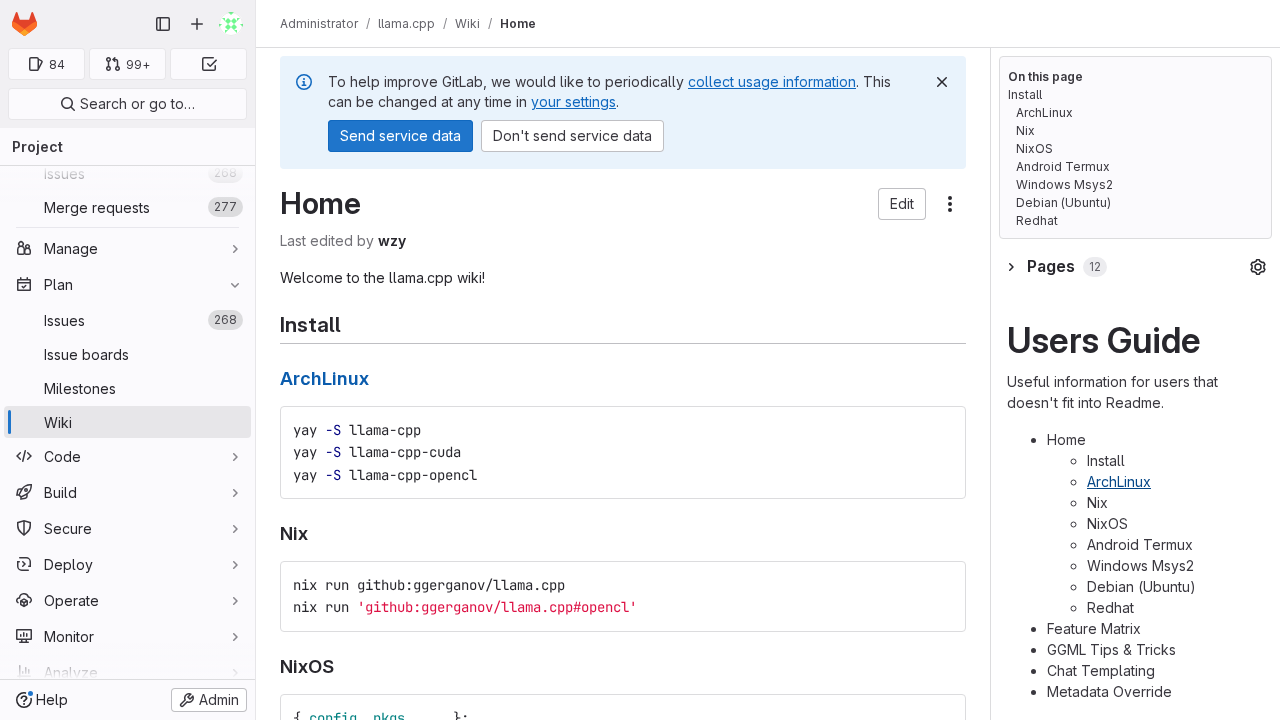 Administrator / llama.cpp / Wiki / Home
84
99+
Search or go to…
Project
Issues 268
Merge requests 277
Manage
Plan
Issues 268
Issue boards
Milestones
Wiki
Code
Build
Secure
Deploy
Operate
Monitor
Analyze
Help
Admin
To help improve GitLab, we would like to periodically collect usage information. This
can be changed at any time in your settings.
Send service data
Don't send service data
Home
Edit
Last edited by wzy
Welcome to the llama.cpp wiki!
Install
ArchLinux
yay -S llama-cpp
yay -S llama-cpp-cuda
yay -S llama-cpp-opencl
Nix
nix run github:ggerganov/llama.cpp
nix run 'github:ggerganov/llama.cpp#opencl'
NixOS
{ config, pkgs, ... }:
On this page
Install
ArchLinux
Nix
NixOS
Android Termux
Windows Msys2
Debian (Ubuntu)
Redhat
Pages 12
Users Guide
Useful information for users that
doesn't fit into Readme.
Home
Install
ArchLinux
Nix
NixOS
Android Termux
Windows Msys2
Debian (Ubuntu)
Redhat
Feature Matrix
GGML Tips & Tricks
Chat Templating
Metadata Override